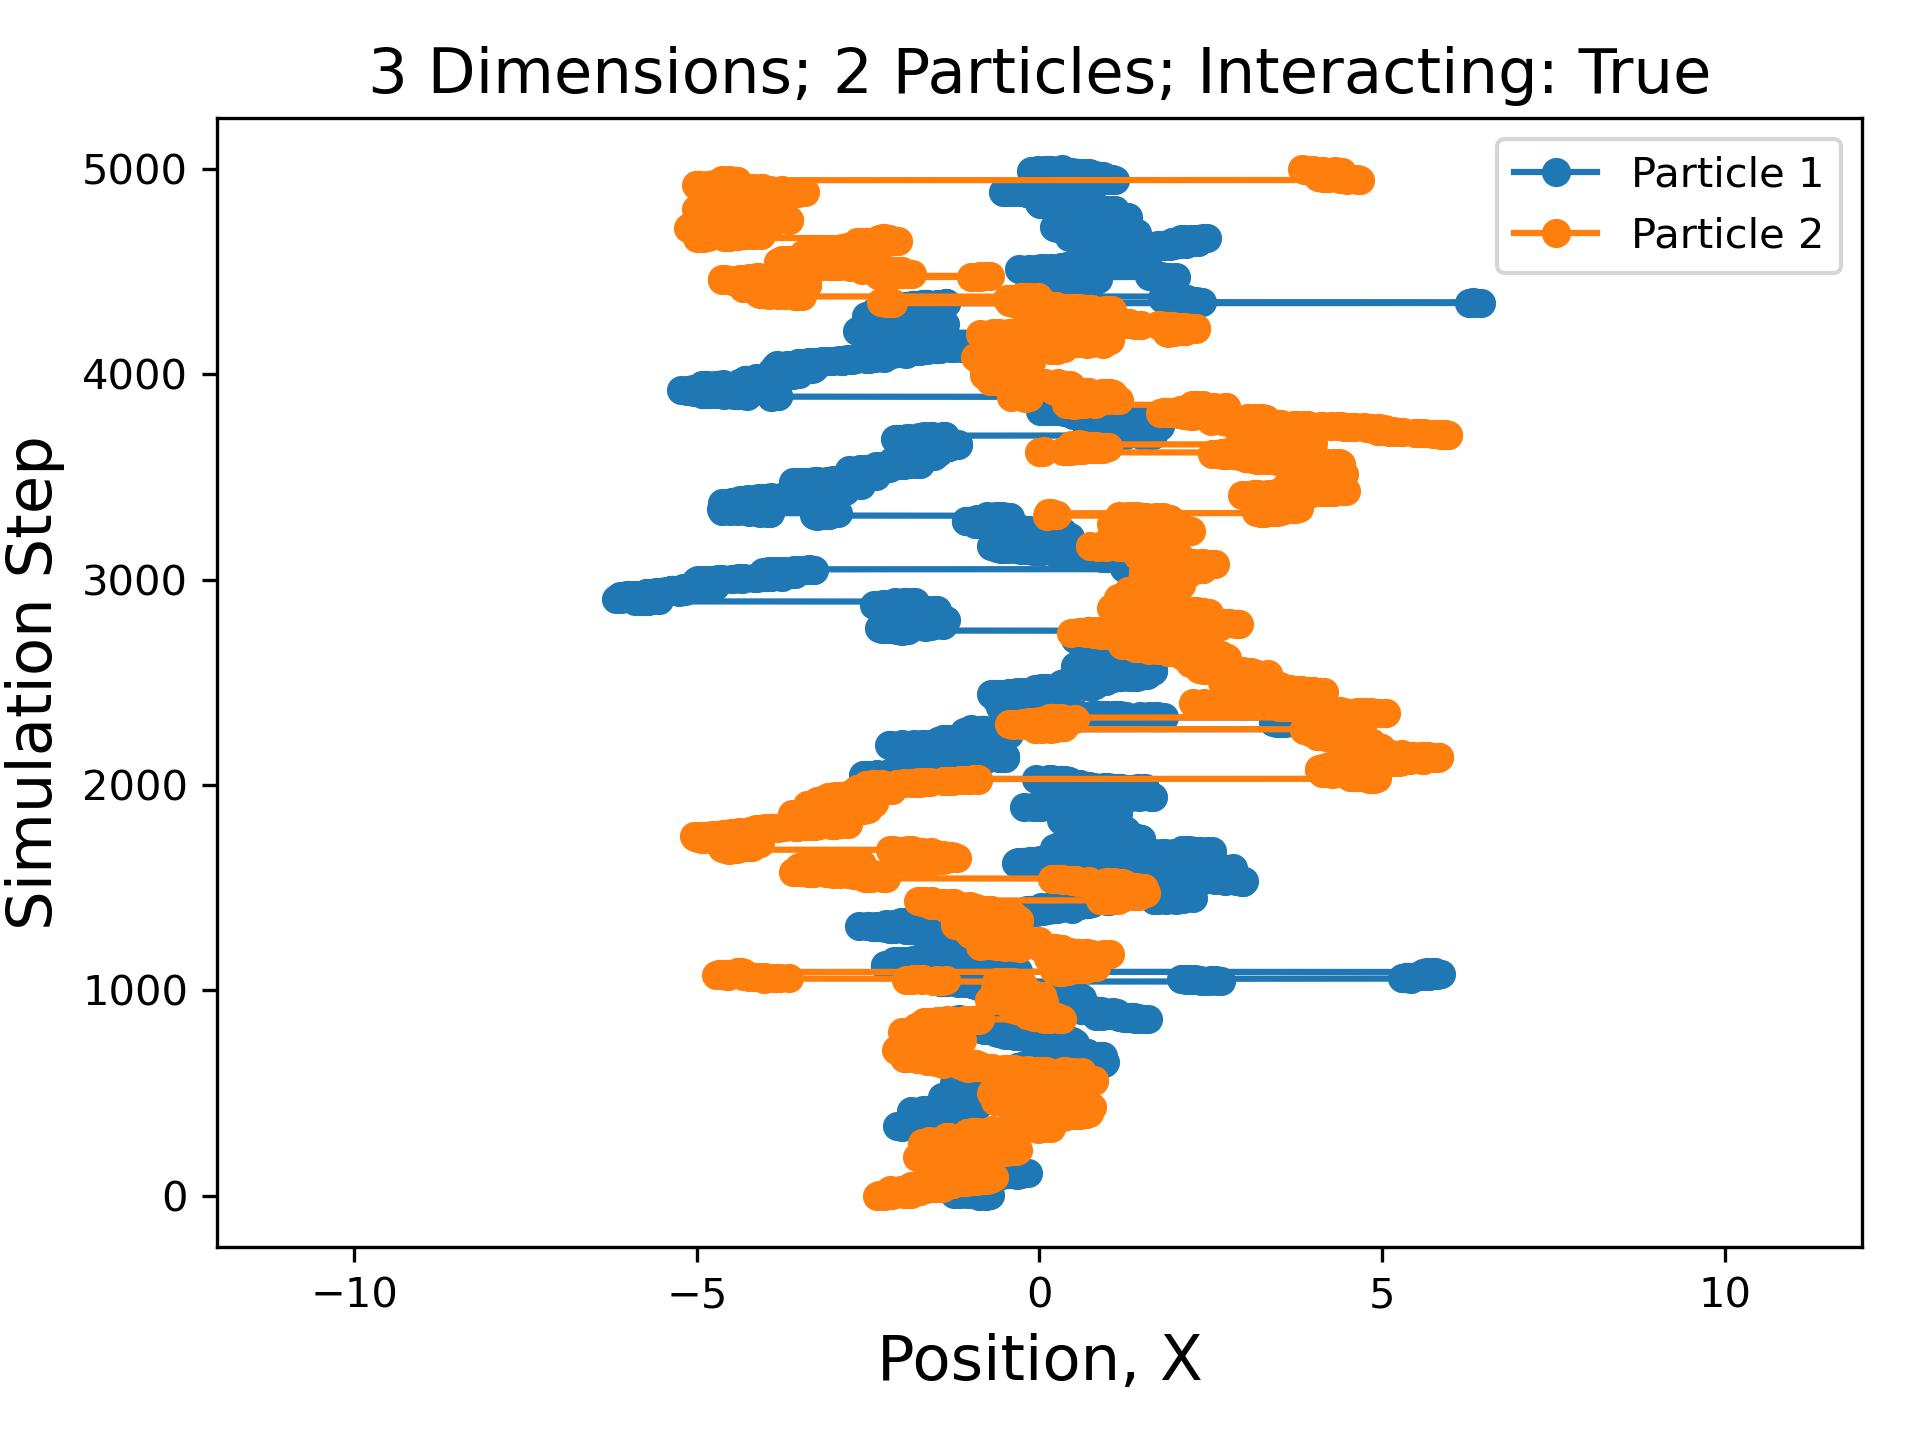 3 Dimensions; 2 Particles; Interacting: True
Particle 1
Particle 2
Simulation Step
5000
4000
3000
2000
1000
0
−10
−5
0
5
10
Position, X